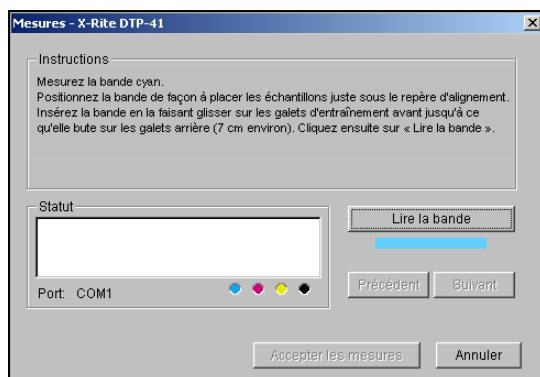 Mesures - X-Rite DTP-41
Instructions
Mesurez la bande cyan.
Positionnez la bande de façon à placer les échantillons juste sous le repère d'alignement.
Insérez la bande en la faisant glisser sur les galets d'entraînement avant jusqu'à ce
qu'elle bute sur les galets arrière (7 cm environ). Cliquez ensuite sur « Lire la bande ».
Statut
Lire la bande
Port: COM1
Précédent
Suivant
Accepter les mesures
Annuler